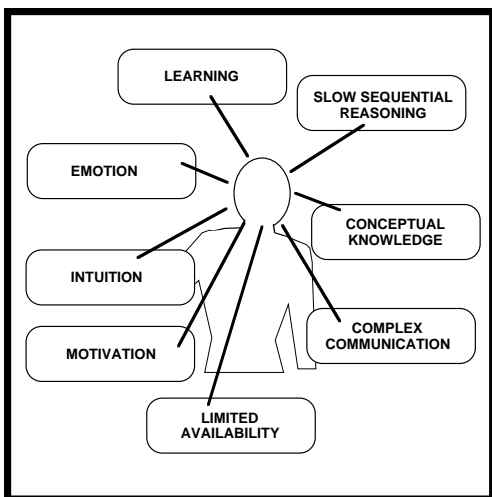 LEARNING
SLOW SEQUENTIAL
REASONING
EMOTION
CONCEPTUAL
KNOWLEDGE
INTUITION
MOTIVATION
COMPLEX
COMMUNICATION
LIMITED
AVAILABILITY